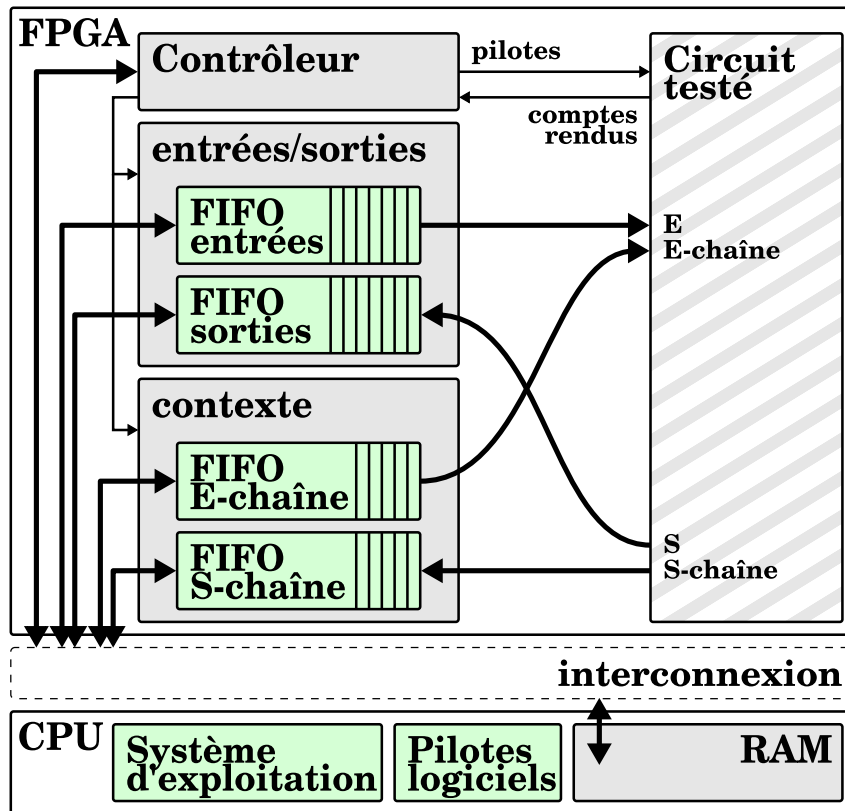 FPGA
Contrôleur
pilotes
comptes
rendus
Circuit
testé
entrées/sorties
FIFO
entrées
FIFO
sorties
E
E-chaîne
contexte
FIFO
E-chaîne
FIFO
S-chaîne
S
S-chaîne
interconnexion
CPU
Système
d'exploitation
Pilotes
logiciels
RAM